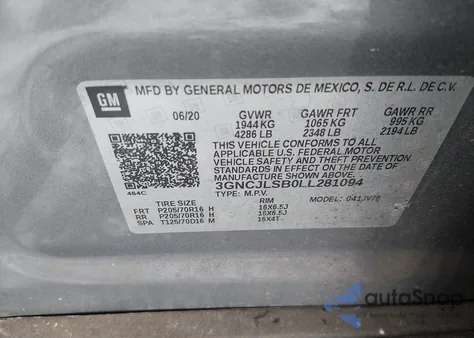 GM
MFD BY GENERAL MOTORS DE MEXICO, S. DE R.L. DE C.V.
06/20 GVWR GAWR FRT GAWR RR
1944 KG 1065 KG 995 KG
4286 LB 2348 LB 2194 LB
THIS VEHICLE CONFORMS TO ALL
APPLICABLE U.S. FEDERAL MOTOR
VEHICLE SAFETY AND THEFT PREVENTION
STANDARDS IN EFFECT ON THE DATE OF
MANUFACTURE SHOWN ABOVE.
3GNCJLSB0LL281094
464C TYPE: M.P.V. MODEL: 041JV76
TIRE SIZE RIM
FRT P205/70R16 H 16X6.5J
RR P205/70R16 H 16X6.5J
SPA T125/70D16 M 16X4T
autoSnap